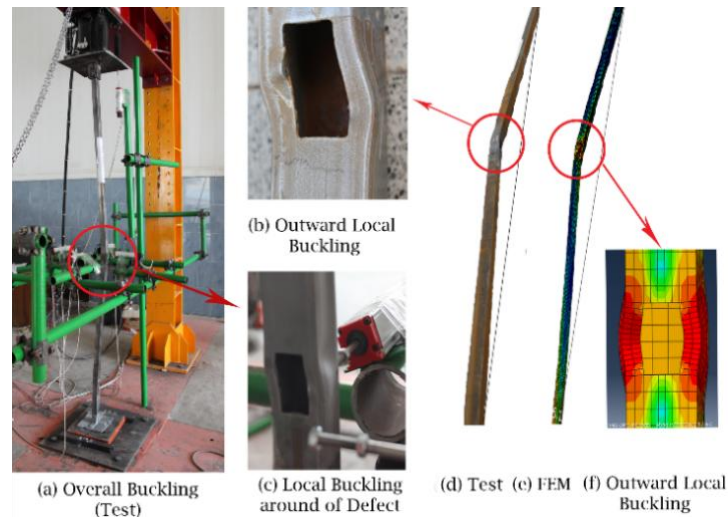 (b) Outward Local
Buckling
(a) Overall Buckling
(Test)
(c) Local Buckling
around of Defect
(d) Test (e) FEM (f) Outward Local
Buckling